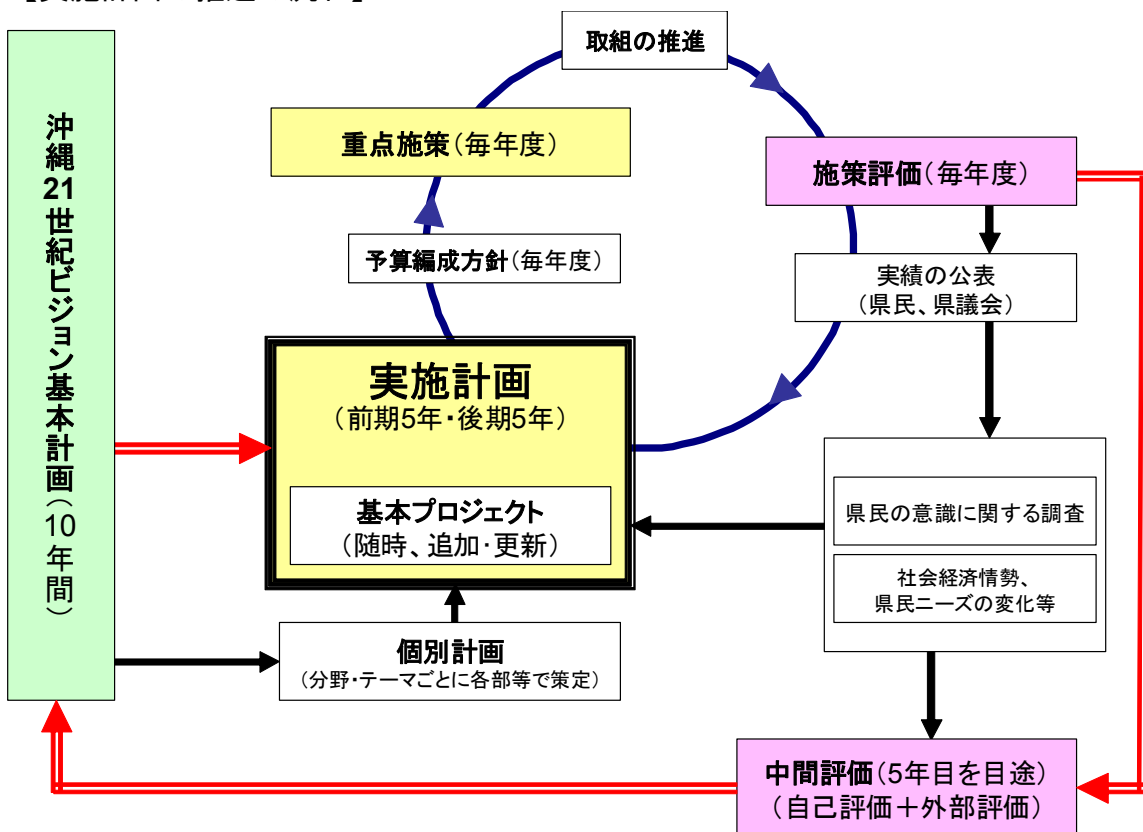 取組の推進
重点施策(毎年度)
施策評価(毎年度)
予算編成方針(毎年度)
実績の公表
(県民、県議会)
沖縄21世紀ビジョン基本計画(10年間)
実施計画
(前期5年・後期5年)
基本プロジェクト
(随時、追加・更新)
県民の意識に関する調査
社会経済情勢、
県民ニーズの変化等
個別計画
(分野・テーマごとに各部等で策定)
中間評価(5年目を目途)
(自己評価+外部評価)